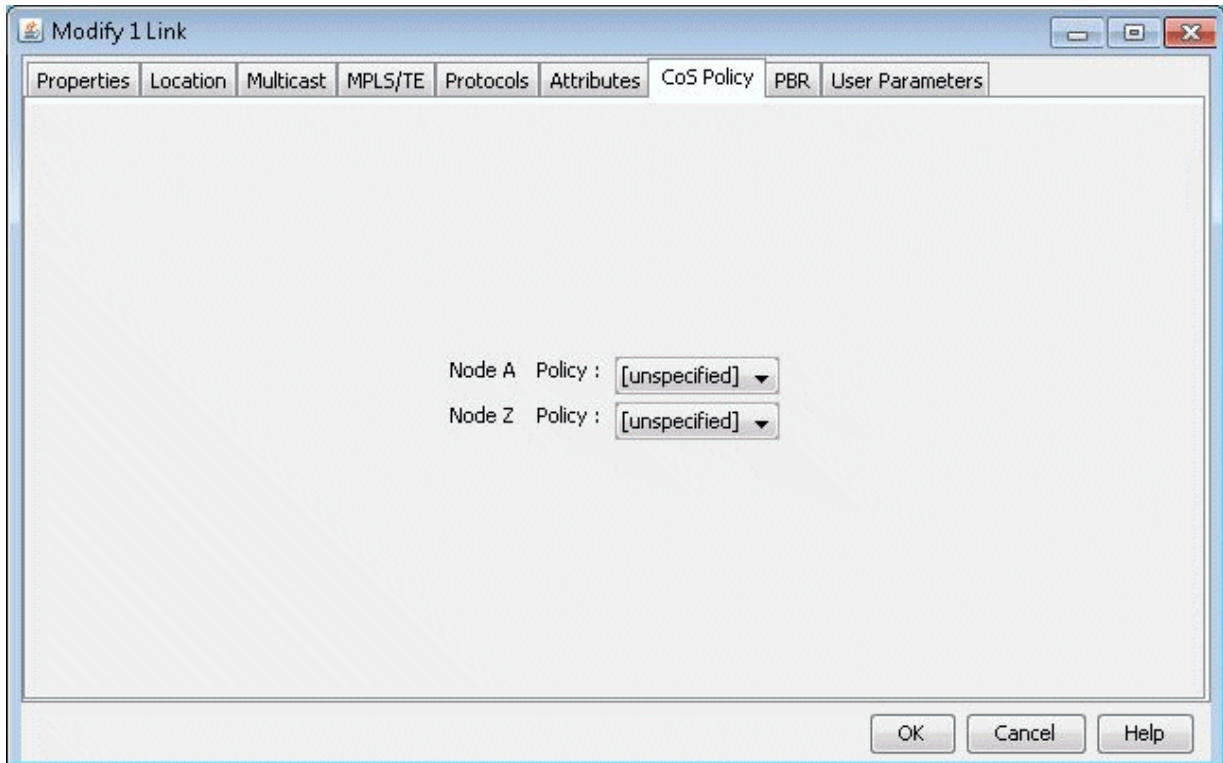 Modify 1 Link
Properties Location Multicast MPLS/TE Protocols Attributes CoS Policy PBR User Parameters
Node A Policy : [unspecified]
Node Z Policy : [unspecified]
OK Cancel Help